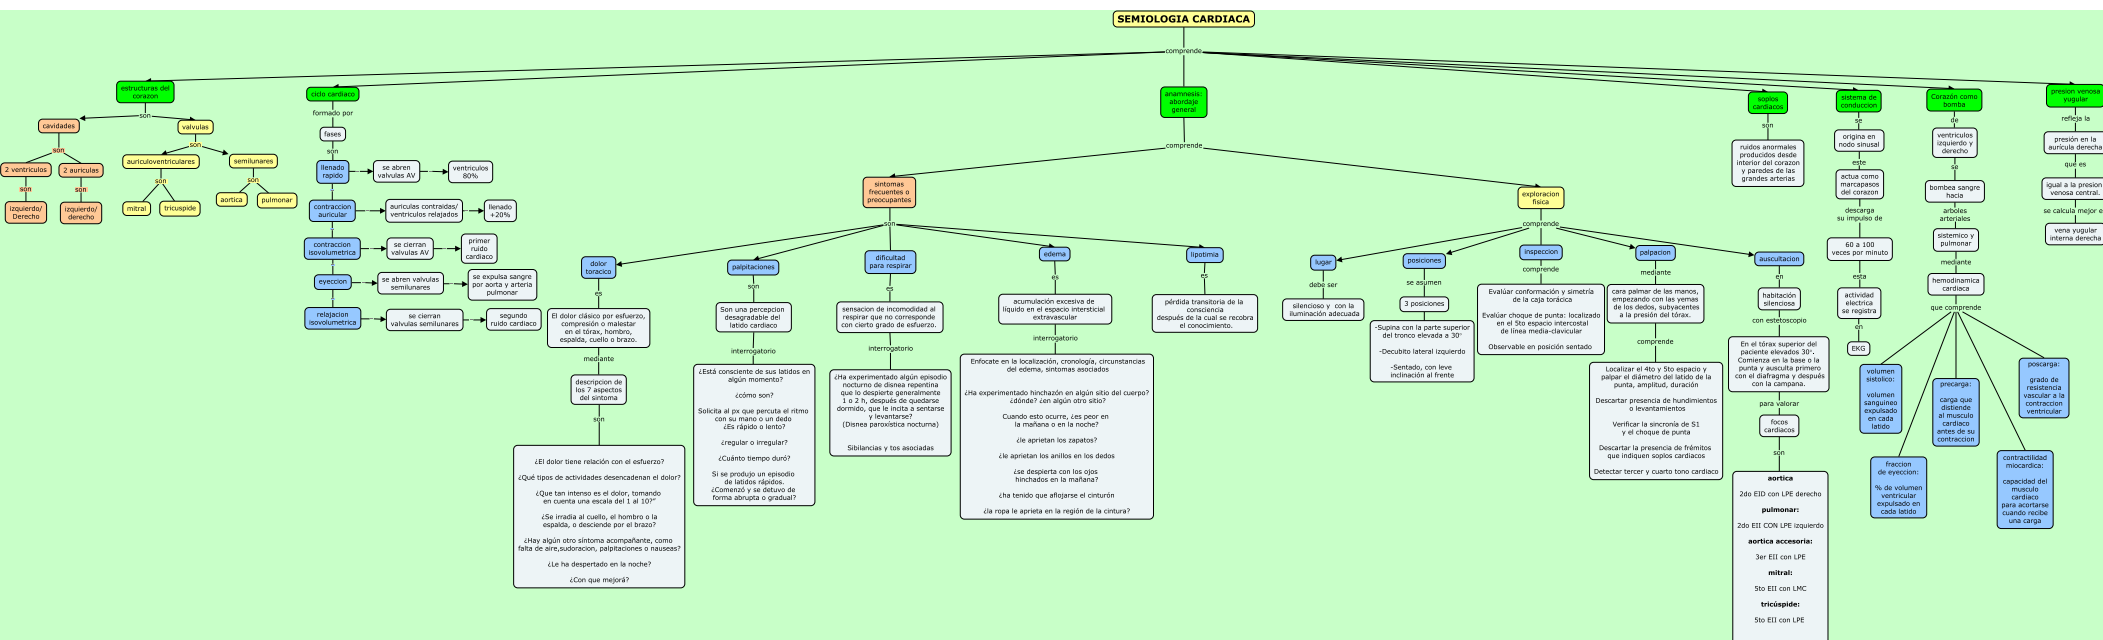 SEMIOLOGIA CARDIACA
comprende
estructuras del
corazon
son
cavidades
son
2 ventriculos
son
izquierdo/
Derecho
2 auriculas
son
izquierdo/
derecho
valvulas
son
auriculoventriculares
son
mitral
tricuspide
semilunares
son
aortica
pulmonar
ciclo cardiaco
formado por
fases
son
llenado
rapido
se abren
valvulas AV
ventriculos
80%
contraccion
auricular
auriculas contraidas/
ventriculos relajados
llenado
+20%
contraccion
isovolumetrica
se cierran
valvulas AV
primer
ruido
cardiaco
eyeccion
se abren valvulas
semilunares
se expulsa sangre
por aorta y arteria
pulmonar
relajacion
isovolumetrica
se cierran
valvulas semilunares
segundo
ruido cardiaco
anamnesis:
abordaje
general
comprende
sintomas
frecuentes o
preocupantes
son
dolor
toracico
es
El dolor clásico por esfuerzo,
compresión o malestar
en el tórax, hombro,
espalda, cuello o brazo.
mediante
descripcion de
los 7 aspectos
del sintoma
son
¿El dolor tiene relación con el esfuerzo?
¿Qué tipos de actividades desencadenan el dolor?
¿Que tan intenso es el dolor, tomando
en cuenta una escala del 1 al 10?"
¿Se irradia al cuello, el hombro o la
espalda, o desciende por el brazo?
¿Hay algún otro síntoma acompañante, como
falta de aire,sudoracion, palpitaciones o nauseas?
¿Le ha despertado en la noche?
¿Con que mejorá?
palpitaciones
son
Son una percepcion
desagradable del
latido cardiaco
interrogatorio
¿Está consciente de sus latidos en
algún momento?
¿cómo son?
Solicita al px que percuta el ritmo
con su mano o un dedo
¿Es rápido o lento?
¿regular o irregular?
¿Cuánto tiempo duró?
Si se produjo un episodio
de latidos rápidos.
¿Comenzó y se detuvo de
forma abrupta o gradual?
dificultad
para respirar
es
sensacion de incomodidad al
respirar que no corresponde
con cierto grado de esfuerzo.
interrogatorio
¿Ha experimentado algún episodio
nocturno de disnea repentina
que lo despierte generalmente
1 o 2 h, después de quedarse
dormido, que le incita a sentarse
y levantarse?
(Disnea paroxística nocturna)
Sibilancias y tos asociadas
edema
es
acumulación excesiva de
líquido en el espacio intersticial
extravascular
interrogatorio
Enfocate en la localización, cronología, circunstancias
del edema, sintomas asociados
¿Ha experimentado hinchazón en algún sitio del cuerpo?
¿dónde? ¿en algún otro sitio?
Cuando esto ocurre, ¿es peor en
la mañana o en la noche?
¿le aprietan los zapatos?
¿le aprietan los anillos en los dedos
¿se despierta con los ojos
hinchados en la mañana?
¿ha tenido que aflojarse el cinturón
¿la ropa le aprieta en la región de la cintura?
lipotimia
es
pérdida transitoria de la
consciencia
después de la cual se recobra
el conocimiento.
exploracion
fisica
comprende
lugar
debe ser
silencioso y  con la
iluminación adecuada
posiciones
se asumen
3 posiciones
-Supina con la parte superior
del tronco elevada a 30°
-Decubito lateral izquierdo
-Sentado, con leve
inclinación al frente
inspeccion
comprende
Evalúar conformación y simetría
de la caja torácica
Evalúar choque de punta: localizado
en el 5to espacio intercostal
de línea media-clavicular
Observable en posición sentado
palpacion
mediante
cara palmar de las manos,
empezando con las yemas
de los dedos, subyacentes
a la presión del tórax.
comprende
Localizar el 4to y 5to espacio y
palpar el diámetro del latido de la
punta, amplitud, duración
Descartar presencia de hundimientos
o levantamientos
Verificar la sincronía de S1
y el choque de punta
Descartar la presencia de frémitos
que indiquen soplos cardiacos
Detectar tercer y cuarto tono cardiaco
auscultacion
en
habitación
silenciosa
con estetoscopio
En el tórax superior del
paciente elevados 30°.
Comienza en la base o la
punta y ausculta primero
con el diafragma y después
con la campana.
para valorar
focos
cardiacos
son
aortica
2do EID con LPE derecho
pulmonar:
2do EII CON LPE izquierdo
aortica accesoria:
3er EII con LPE
mitral:
5to EII con LMC
tricúspide:
5to EII con LPE
soplos
cardiacos
son
ruidos anormales
producidos desde
interior del corazon
y paredes de las
grandes arterias
sistema de
conduccion
se
origina en
nodo sinusal
este
actua como
marcapasos
del corazon
descarga
su impulso de
60 a 100
veces por minuto
esta
actividad
electrica
se registra
en
EKG
Corazón como
bomba
de
ventriculos
izquierdo y
derecho
se
bombea sangre
hacia
arboles
arteriales
sistemico y
pulmonar
mediante
hemodinamica
cardiaca
que comprende
volumen
sistolico:
volumen
sanguineo
expulsado
en cada
latido
fraccion
de eyeccion:
% de volumen
ventricular
expulsado en
cada latido
precarga:
carga que
distiende
al musculo
cardiaco
antes de su
contraccion
contractilidad
miocardica:
capacidad del
musculo
cardiaco
para acortarse
cuando recibe
una carga
poscarga:
grado de
resistencia
vascular a la
contraccion
ventricular
presion venosa
yugular
refleja la
presión en la
aurícula derecha
que es
igual a la presion
venosa central.
se calcula mejor e
vena yugular
interna derecha